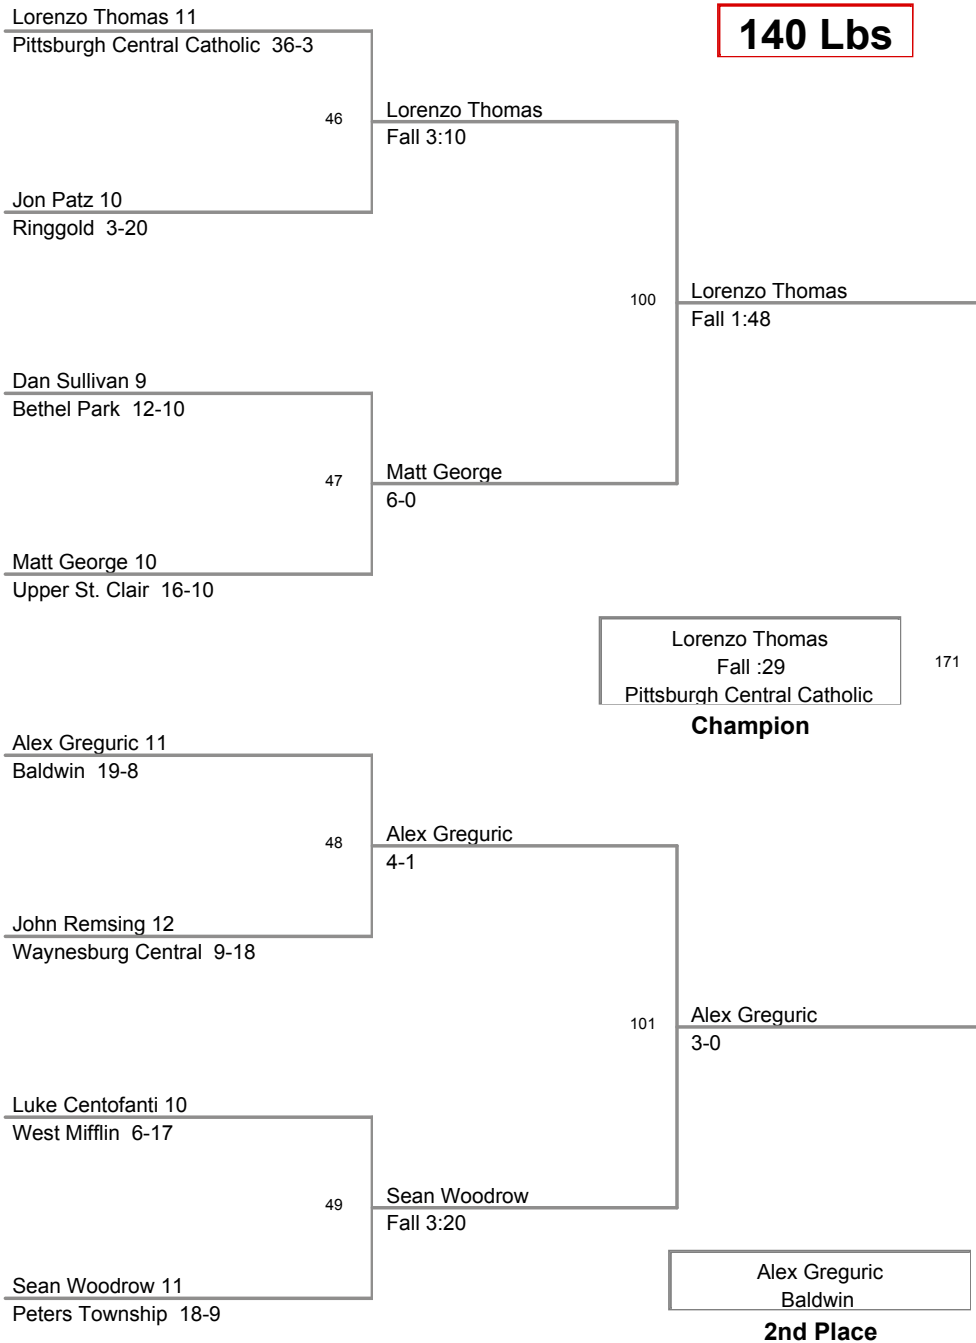 Lorenzo Thomas 11
140 Lbs
Pittsburgh Central Catholic 36-3
46
Lorenzo Thomas
Fall 3:10
Jon Patz 10
Ringgold 3-20
100
Lorenzo Thomas
Fall 1:48
Dan Sullivan 9
Bethel Park 12-10
47
Matt George
6-0
Matt George 10
Upper St. Clair 16-10
Lorenzo Thomas
Fall :29
Pittsburgh Central Catholic
171
Champion
Alex Greguric 11
Baldwin 19-8
48
Alex Greguric
4-1
John Remsing 12
Waynesburg Central 9-18
101
Alex Greguric
3-0
Luke Centofanti 10
West Mifflin 6-17
49
Sean Woodrow
Fall 3:20
Sean Woodrow 11
Peters Township 18-9
Alex Greguric
Baldwin
2nd Place